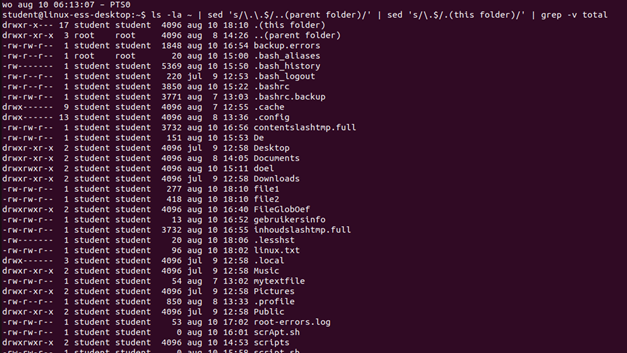 wo aug 10 06:13:07 - PTS0
student@linux-ess-desktop:~$ ls -la ~ | sed 's/\.\.$/..(parent folder)/' | sed 's/\.$/.(this folder)/' | grep -v total
drwxr-x--- 17 student student 4096 aug 10 18:10 .(this folder)
drwxr-xr-x 3 root root 4096 aug 8 14:26 ..(parent folder)
-rw-rw-r-- 1 student student 1848 aug 10 16:54 backup.errors
-rw-r--r-- 1 root root 20 aug 10 15:00 .bash_aliases
-rw------- 1 student student 5369 aug 10 15:50 .bash_history
-rw-r--r-- 1 student student 220 jul 9 12:53 .bash_logout
-rw-r--r-- 1 student student 3850 aug 10 15:22 .bashrc
-rw-rw-r-- 1 student student 3771 aug 7 13:03 .bashrc.backup
drwx------ 9 student student 4096 aug 7 12:55 .cache
drwx------ 13 student student 4096 aug 8 13:36 .config
-rw-rw-r-- 1 student student 3732 aug 10 16:56 contentslashtmp.full
-rw-rw-r-- 1 student student 151 aug 10 15:53 De
drwxr-xr-x 2 student student 4096 jul 9 12:58 Desktop
drwxr-xr-x 2 student student 4096 aug 8 14:05 Documents
drwxrwxr-x 2 student student 4096 aug 10 15:11 doel
drwxr-xr-x 2 student student 4096 jul 9 12:58 Downloads
-rw-rw-r-- 1 student student 277 aug 10 18:10 file1
-rw-rw-r-- 1 student student 418 aug 10 18:10 file2
drwxrwxr-x 2 student student 4096 aug 10 16:40 FileGlobOef
-rw-rw-r-- 1 student student 13 aug 10 16:52 gebruikersinfo
-rw-rw-r-- 1 student student 3732 aug 10 16:55 inhoudslashtmp.full
-rw------- 1 student student 20 aug 10 18:06 .lesshst
-rw-rw-r-- 1 student student 96 aug 10 18:02 linux.txt
drwx------ 3 student student 4096 jul 9 12:58 .local
drwxr-xr-x 2 student student 4096 jul 9 12:58 Music
-rw-rw-r-- 1 student student 54 aug 7 13:02 mytextfile
drwxr-xr-x 2 student student 4096 jul 9 12:58 Pictures
-rw-r--r-- 1 student student 850 aug 8 13:33 .profile
drwxr-xr-x 2 student student 4096 jul 9 12:58 Public
-rw-rw-r-- 1 student student 53 aug 10 17:02 root-errors.log
-rw-rw-r-- 1 student student 0 aug 10 16:01 scrApt.sh
drwxrwxr-x 2 student student 4096 aug 10 14:53 scripts
-rw-rw-r-- 1 student student 0 aug 10 15:58 script.sh